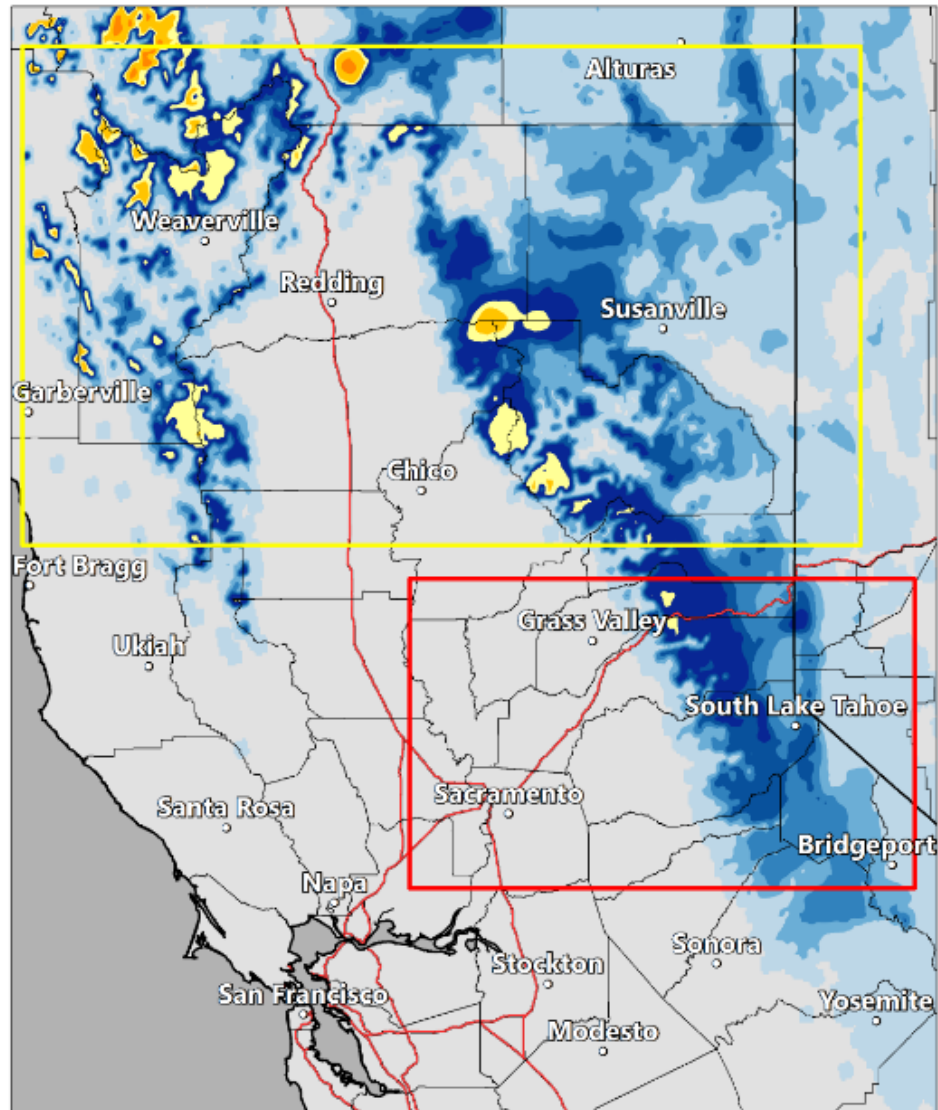 Alturas
Weaverville
Redding
Susanville
Garberville
Chico
Fort Bragg
Grass Valley
Ukiah
South Lake Tahoe
Santa Rosa
Sacramento
Bridgeport
Napa
Sonora
Stockton
San Francisco
Yosemite
Modesto